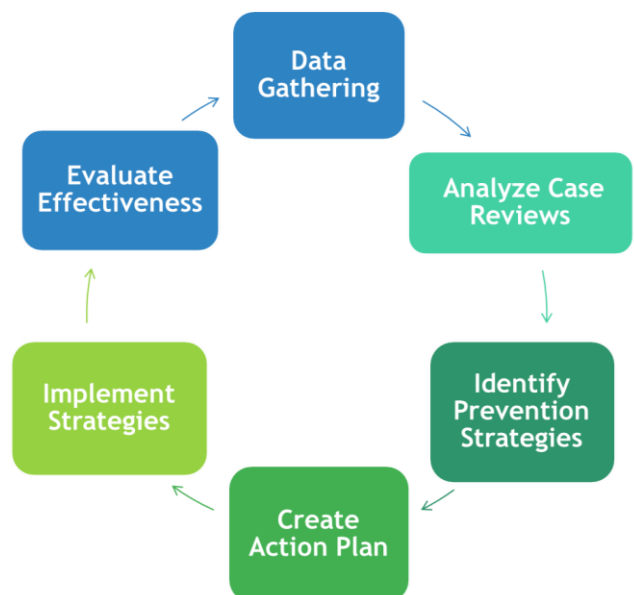 Data
Gathering
Analyze Case
Reviews
Identify
Prevention
Strategies
Create
Action Plan
Implement
Strategies
Evaluate
Effectiveness